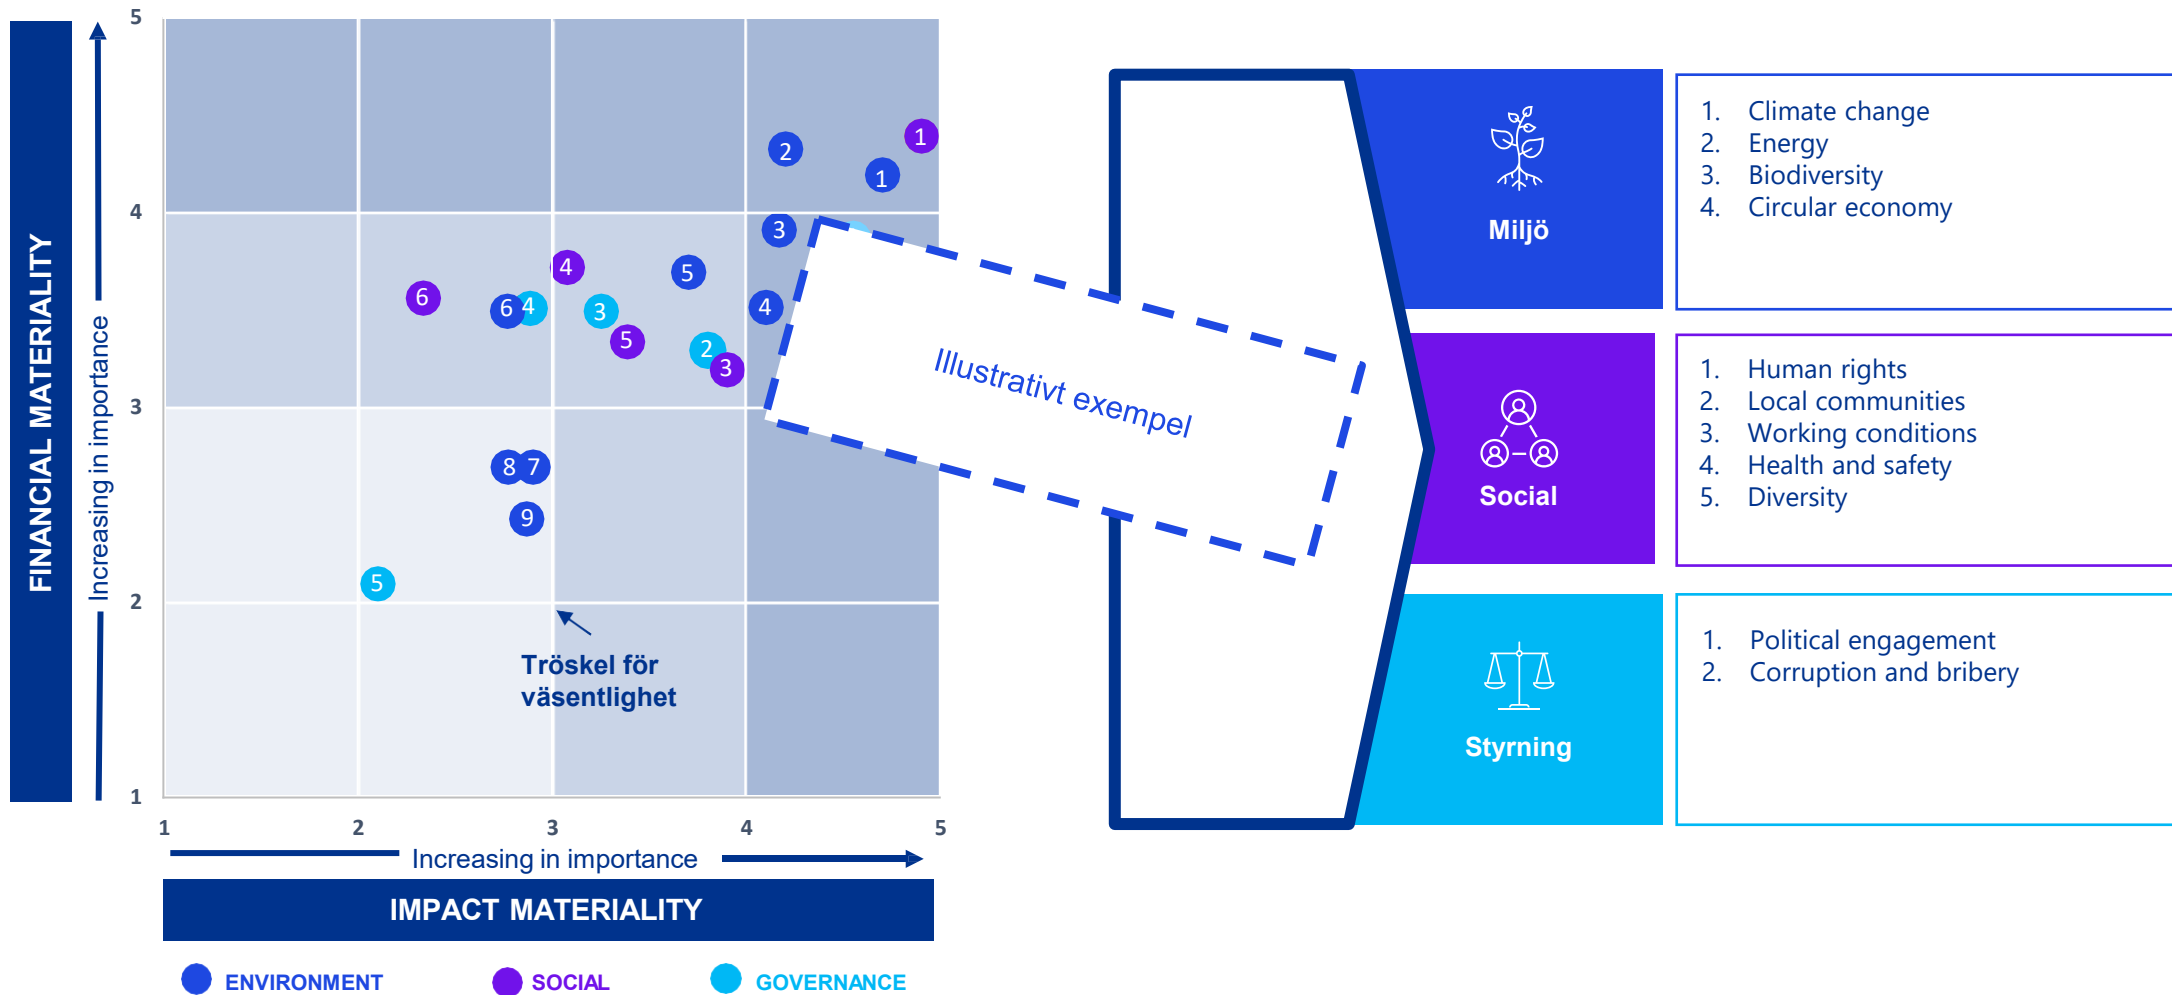 FINANCIAL MATERIALITY
Increasing in importance
5
4
3
2
1
1
2
3
4
5
1
2
1
3
4
5
6
6
4
3
4
5
2
3
8
7
9
5
Tröskel för
väsentlighet
Increasing in importance
IMPACT MATERIALITY
ENVIRONMENT
SOCIAL
GOVERNANCE
Illustrativt exempel
Miljö
1. Climate change
2. Energy
3. Biodiversity
4. Circular economy
Social
1. Human rights
2. Local communities
3. Working conditions
4. Health and safety
5. Diversity
Styrning
1. Political engagement
2. Corruption and bribery